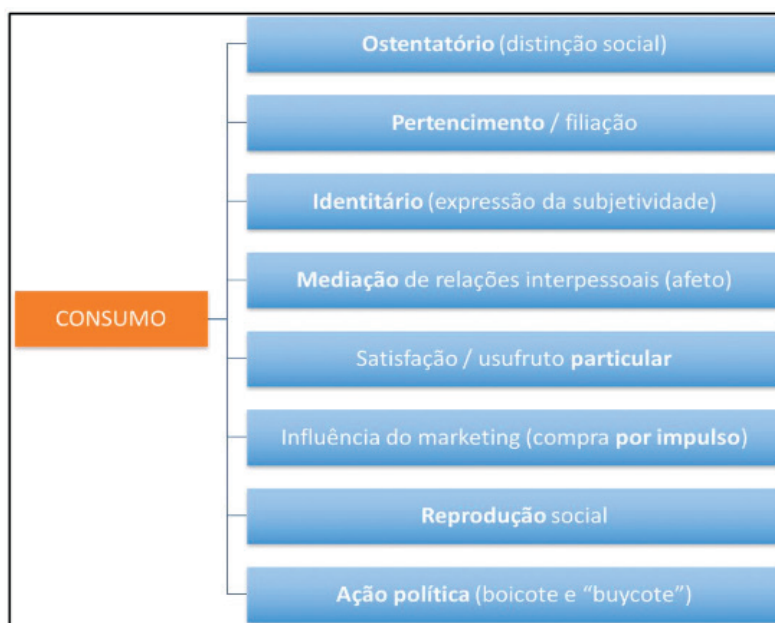 Ostentatório (distinção social)
Pertencimento / filiação
Identitário (expressão da subjetividade)
Mediação de relações interpessoais (afeto)
CONSUMO
Satisfação / usufruto particular
Influência do marketing (compra por impulso)
Reprodução social
Ação política (boicote e “buycote”)